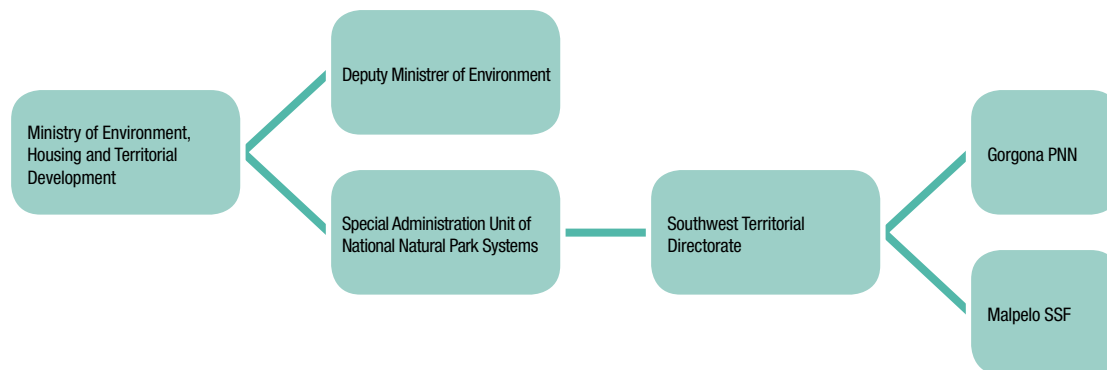 Ministry of Environment,
Housing and Territorial
Development
Deputy Ministrer of Environment
Special Administration Unit of
National Natural Park Systems
Southwest Territorial
Directorate
Gorgona PNN
Malpelo SSF